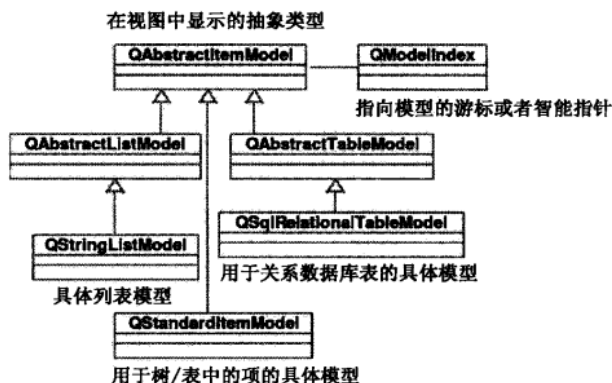 在视图中显示的抽象类型
QAbstractItemModel
QModelIndex
指向模型的游标或者智能指针
QAbstractListModel
QAbstractTableModel
QStringListModel
具体列表模型
QSqlRelationalTableModel
用于关系数据库表的具体模型
QStandardItemModel
用于树/表中的项的具体模型